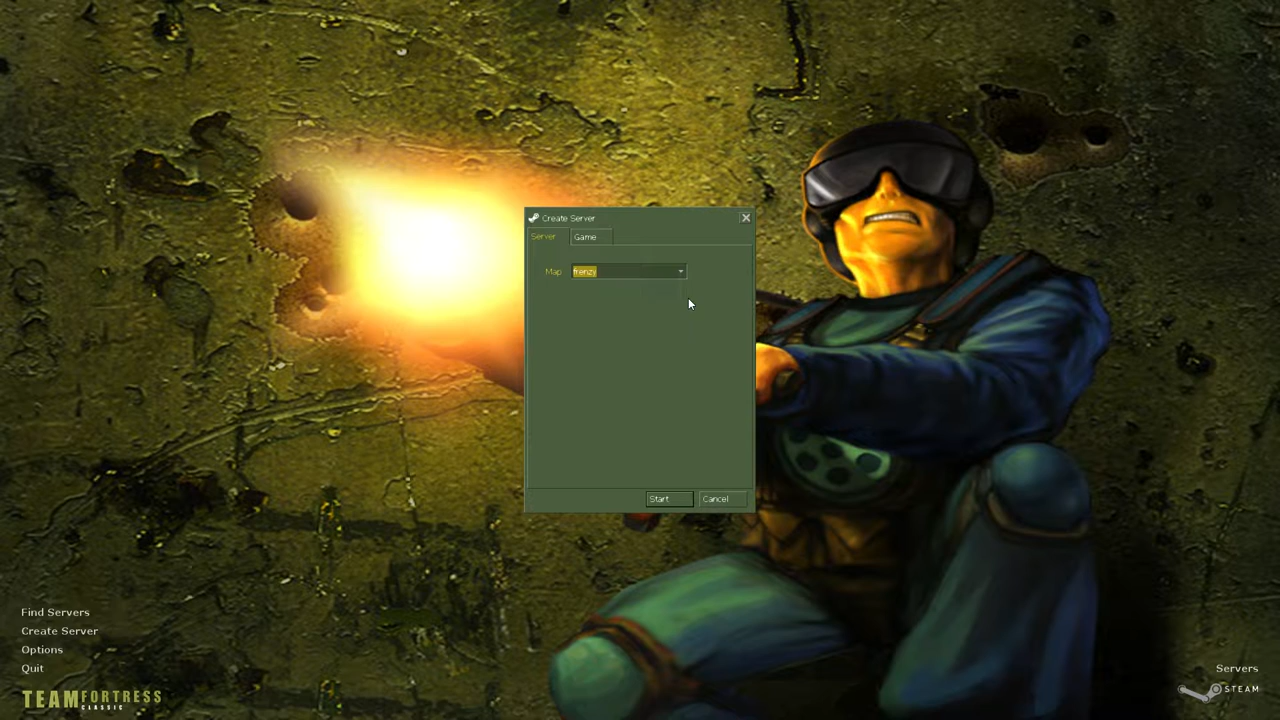 Create Server
Server
Game
Map
frenzy
Start
Cancel
Find Servers
Create Server
Options
Quit
TEAM FORTRESS
CLASSIC
Servers
STEAM